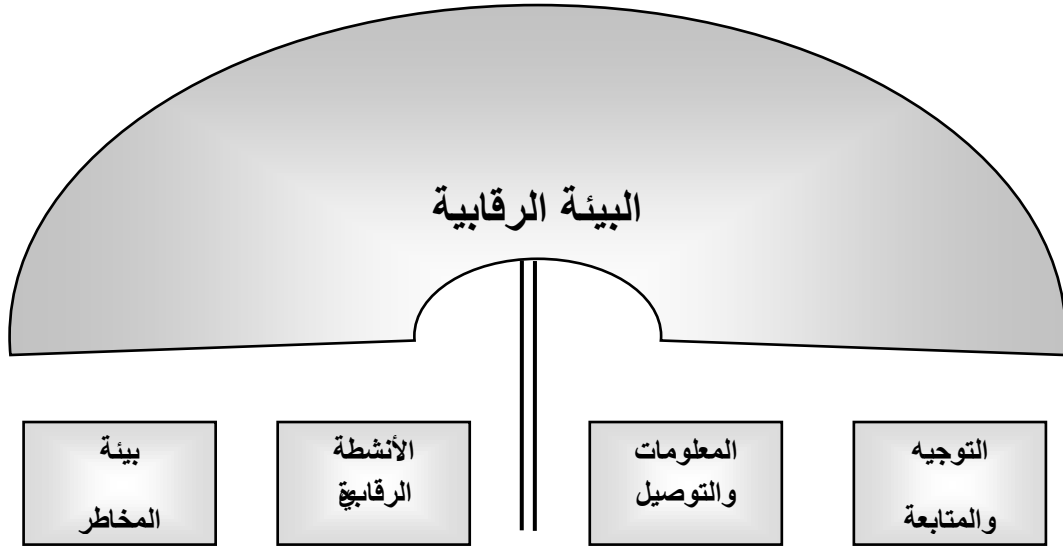 البيئة الرقابية
التوجيه
والمتابعة
المعلومات
والتوصيل
الأنشطة
الرقابية
بيئة
المخاطر